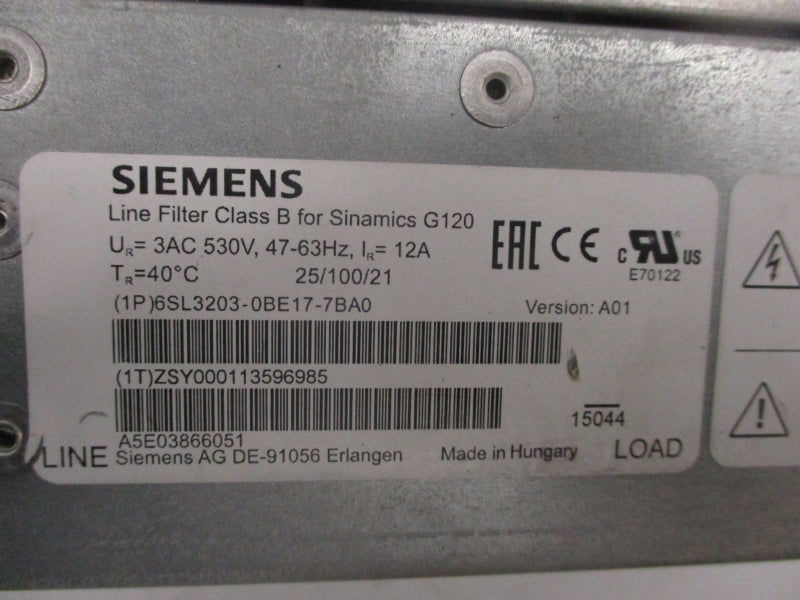 SIEMENS
Line Filter Class B for Sinamics G120
UR= 3AC 530V, 47-63Hz, IR= 12A
TR=40°C 25/100/21
EAC CE c RU us
E70122
(1P)6SL3203-0BE17-7BA0 Version: A01
(1T)ZSY000113596985
15044
A5E03866051
LINE Siemens AG DE-91056 Erlangen Made in Hungary LOAD